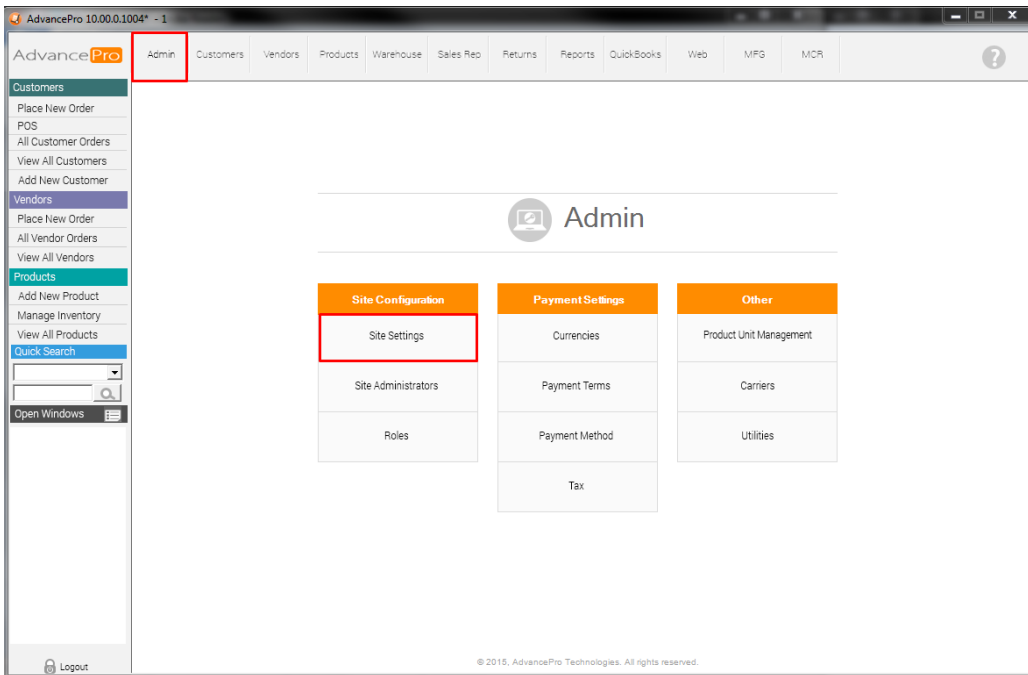 AdvancePro 10.00.0.1004* - 1
AdvancePro
Admin Customers Vendors Products Warehouse Sales Rep Returns Reports QuickBooks Web MFG MCR
?
Customers
Place New Order
POS
All Customer Orders
View All Customers
Add New Customer
Vendors
Place New Order
All Vendor Orders
View All Vendors
Products
Add New Product
Manage Inventory
View All Products
Quick Search
Open Windows
Logout
Admin
Site Configuration
Site Settings
Site Administrators
Roles
Payment Settings
Currencies
Payment Terms
Payment Method
Tax
Other
Product Unit Management
Carriers
Utilities
© 2015, AdvancePro Technologies. All rights reserved.